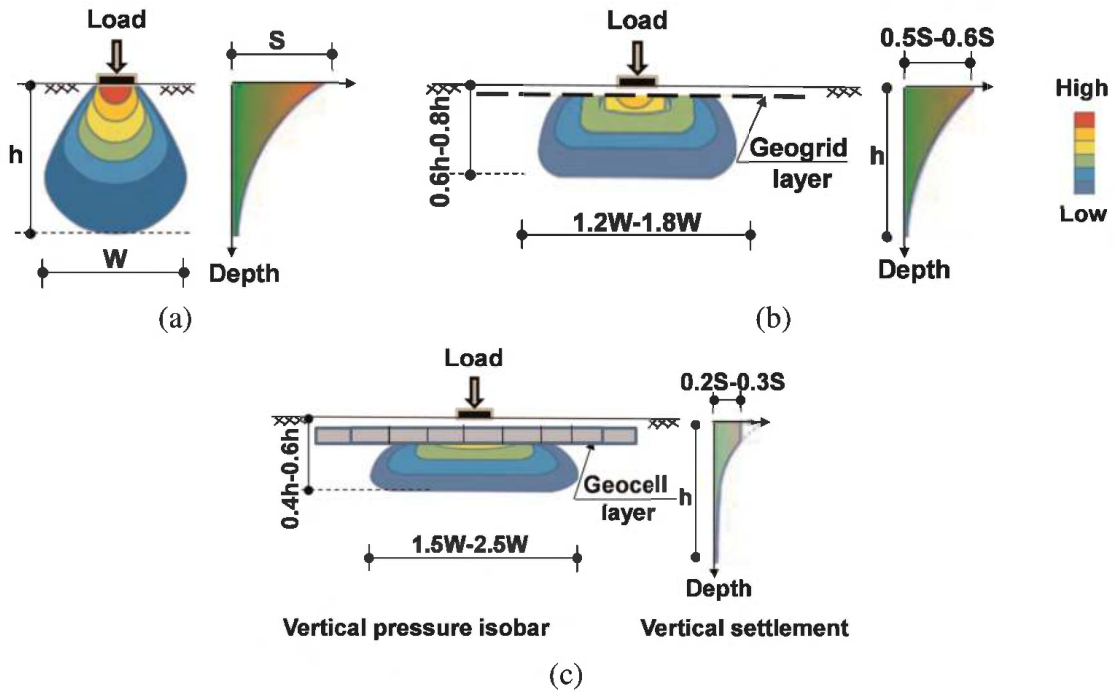 Load
S
h
W
Depth
(a)
Load
0.6h-0.8h
Geogrid
layer
1.2W-1.8W
0.5S-0.6S
h
Depth
High
Low
(b)
Load
0.4h-0.6h
Geocell
layer
1.5W-2.5W
0.2S-0.3S
h
Depth
Vertical pressure isobar
Vertical settlement
(c)